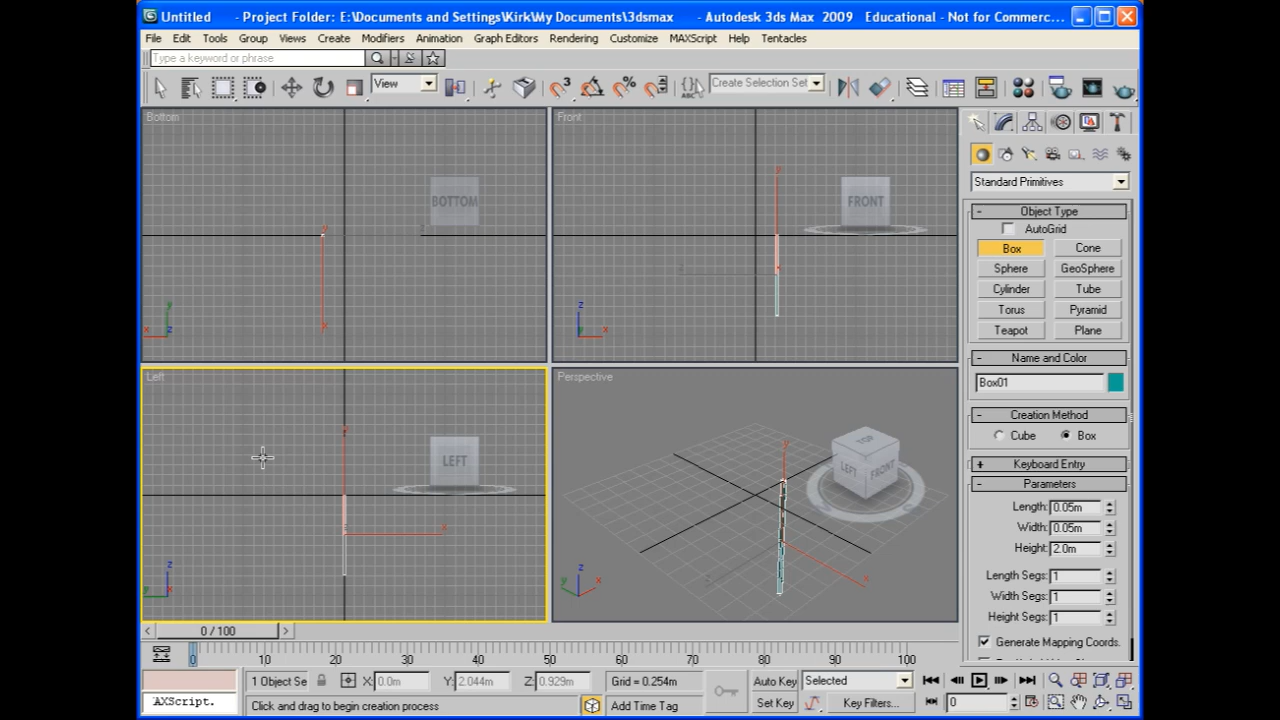 Untitled - Project Folder: E:\Documents and Settings\Kirk\My Documents\3dsmax - Autodesk 3ds Max 2009 Educational - Not for Commerc...
File Edit Tools Group Views Create Modifiers Animation Graph Editors Rendering Customize MAXScript Help Tentacles
Type a keyword or phrase
View
3
%
ABC
Create Selection Set
Bottom
Front
BOTTOM
FRONT
y
x
z
y
x
z
x
Left
Perspective
LEFT
x
z
y
TOP
LEFT
FRONT
y
x
z
y
x
Standard Primitives
- Object Type
AutoGrid
Box Cone
Sphere GeoSphere
Cylinder Tube
Torus Pyramid
Teapot Plane
- Name and Color
Box01
- Creation Method
Cube Box
+ Keyboard Entry
- Parameters
Length: 0.05m
Width: 0.05m
Height: 2.0m
Length Segs: 1
Width Segs: 1
Height Segs: 1
Generate Mapping Coords.
< 0 / 100 >
0 10 20 30 40 50 60 70 80 90 100
1 Object Se X: 0.0m Y: 2.044m Z: 0.929m Grid = 0.254m Auto Key Selected
AXScript. Click and drag to begin creation process Add Time Tag Set Key Key Filters... 0